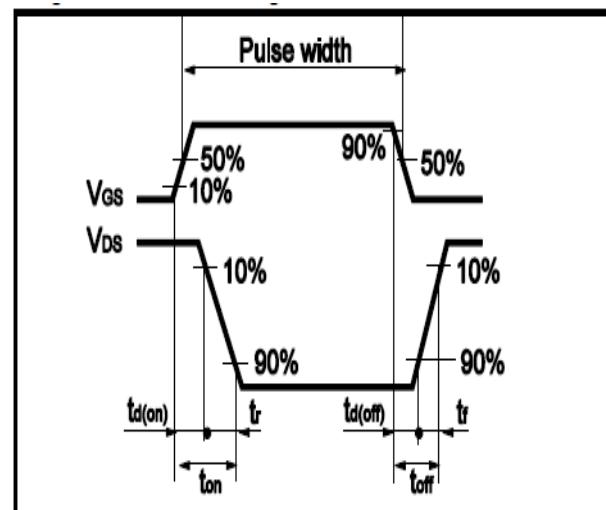 Pulse width
90%
50%
50%
10%
VGS
VDS
10%
10%
90%
90%
td(on)
tr
td(off)
tf
ton
toff